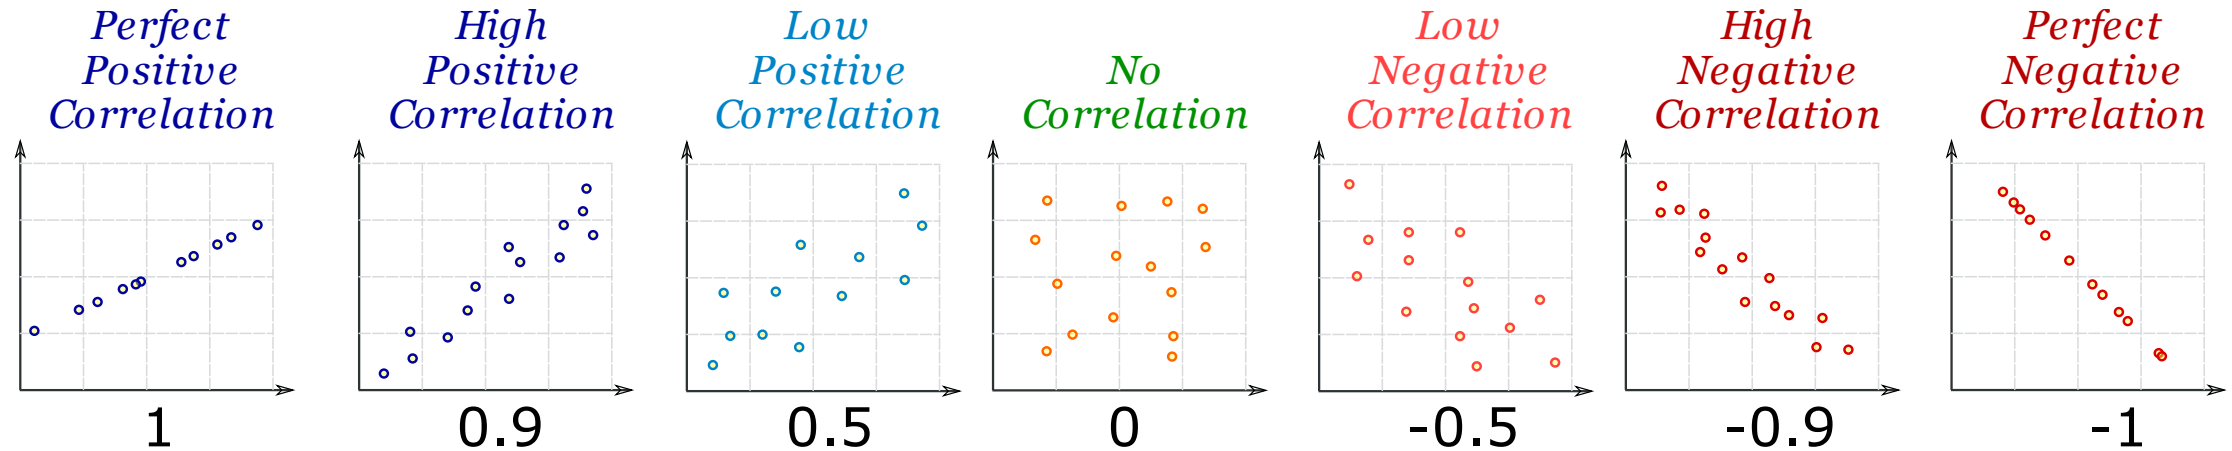 Perfect
Positive
Correlation
High
Positive
Correlation
Low
Positive
Correlation
No
Correlation
Low
Negative
Correlation
High
Negative
Correlation
Perfect
Negative
Correlation
1
0.9
0.5
0
-0.5
-0.9
-1